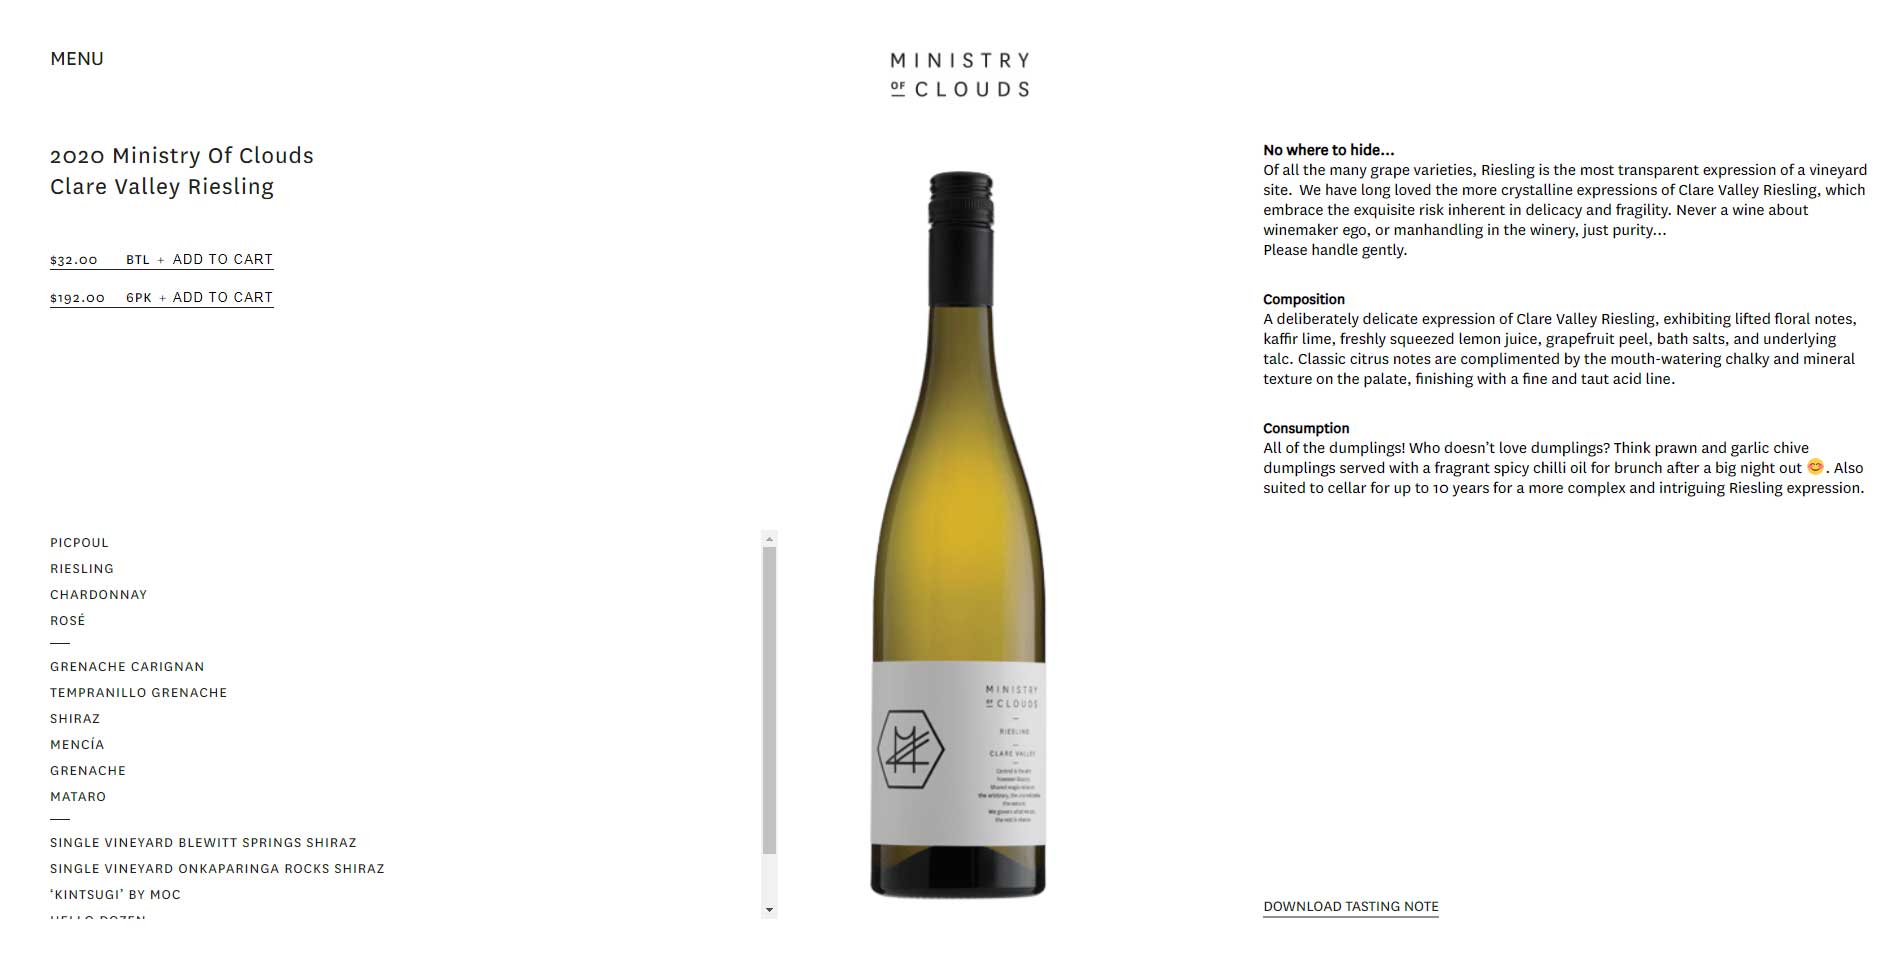 MENU
MINISTRY
OF CLOUDS
2020 Ministry Of Clouds
Clare Valley Riesling
$32.00 BTL + ADD TO CART
$192.00 6PK + ADD TO CART
PICPOUL
RIESLING
CHARDONNAY
ROSÉ
GRENACHE CARIGNAN
TEMPRANILLO GRENACHE
SHIRAZ
MENCÍA
GRENACHE
MATARO
SINGLE VINEYARD BLEWITT SPRINGS SHIRAZ
SINGLE VINEYARD ONKAPARINGA ROCKS SHIRAZ
‘KINTSUGI’ BY MOC
HELLO DOZEN
MINISTRY
OF CLOUDS
RIESLING
CLARE VALLEY
No where to hide...
Of all the many grape varieties, Riesling is the most transparent expression of a vineyard
site. We have long loved the more crystalline expressions of Clare Valley Riesling, which
embrace the exquisite risk inherent in delicacy and fragility. Never a wine about
winemaker ego, or manhandling in the winery, just purity...
Please handle gently.
Composition
A deliberately delicate expression of Clare Valley Riesling, exhibiting lifted floral notes,
kaffir lime, freshly squeezed lemon juice, grapefruit peel, bath salts, and underlying
talc. Classic citrus notes are complimented by the mouth-watering chalky and mineral
texture on the palate, finishing with a fine and taut acid line.
Consumption
All of the dumplings! Who doesn’t love dumplings? Think prawn and garlic chive
dumplings served with a fragrant spicy chilli oil for brunch after a big night out 😊. Also
suited to cellar for up to 10 years for a more complex and intriguing Riesling expression.
DOWNLOAD TASTING NOTE